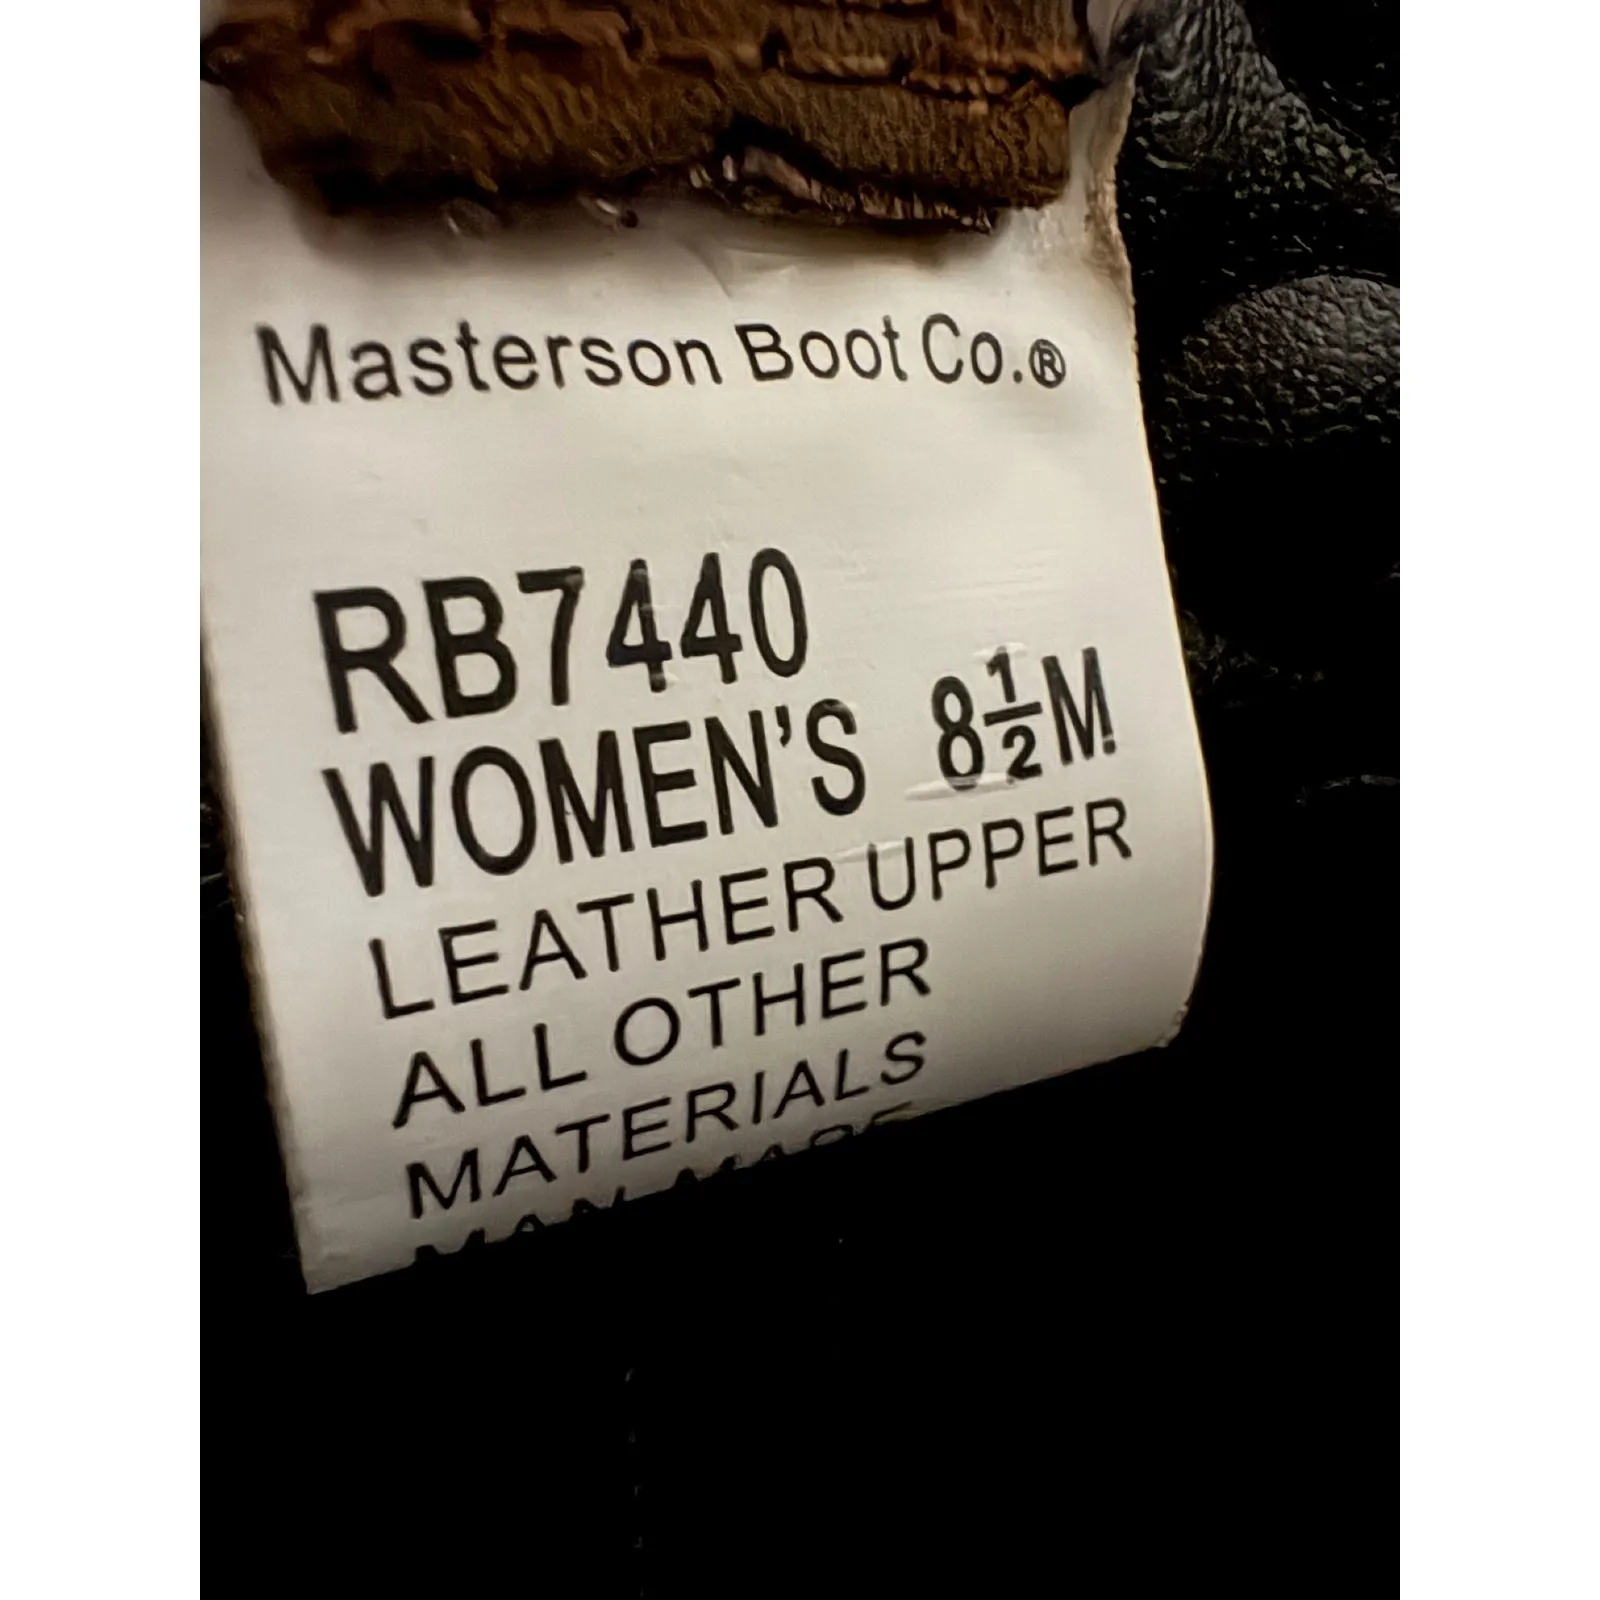 Masterson Boot Co.®
RB7440
WOMEN'S 8½M
LEATHER UPPER
ALL OTHER
MATERIALS